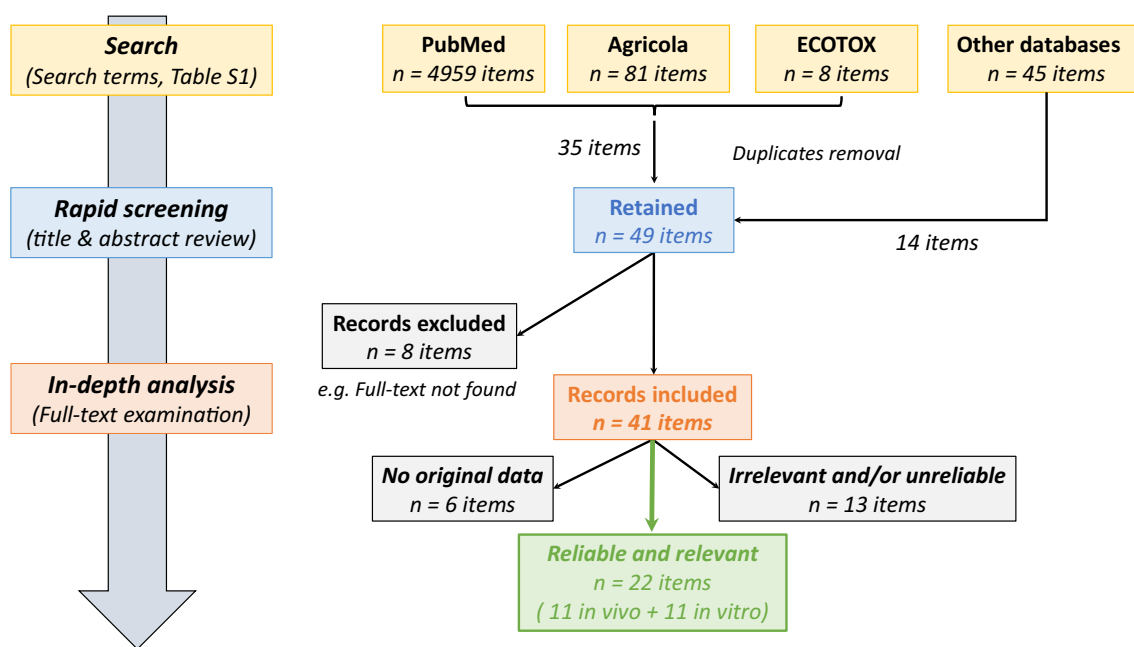 Search
(Search terms, Table S1)
PubMed
n = 4959 items
Agricola
n = 81 items
ECOTOX
n = 8 items
Other databases
n = 45 items
35 items
Duplicates removal
Rapid screening
(title & abstract review)
Retained
n = 49 items
14 items
Records excluded
n = 8 items
e.g. Full-text not found
In-depth analysis
(Full-text examination)
Records included
n = 41 items
No original data
n = 6 items
Irrelevant and/or unreliable
n = 13 items
Reliable and relevant
n = 22 items
( 11 in vivo + 11 in vitro)